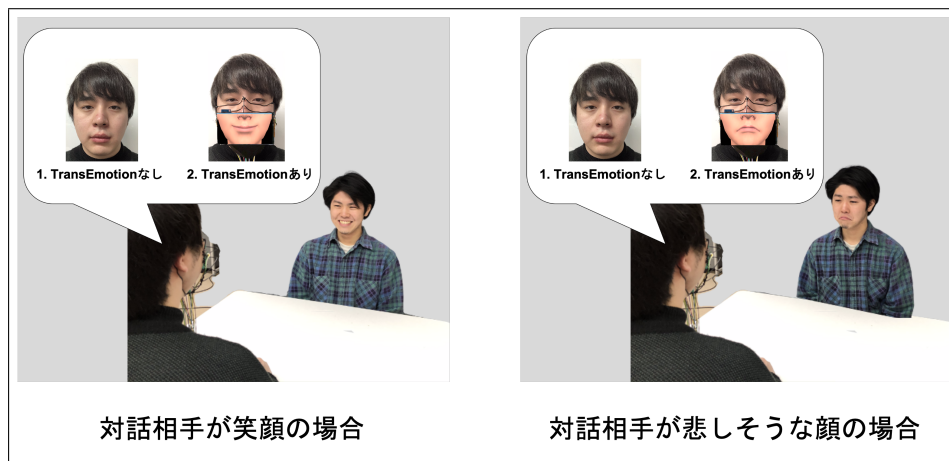 1. TransEmotionなし
2. TransEmotionあり
対話相手が笑顔の場合
1. TransEmotionなし
2. TransEmotionあり
対話相手が悲しそうな顔の場合